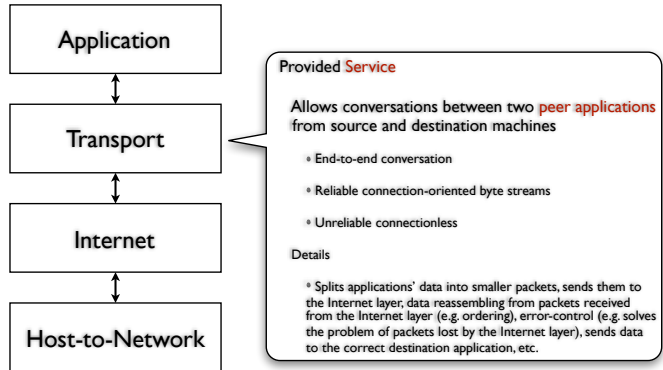 Application
Transport
Internet
Host-to-Network
Provided Service
Allows conversations between two peer applications
from source and destination machines
• End-to-end conversation
• Reliable connection-oriented byte streams
• Unreliable connectionless
Details
• Splits applications’ data into smaller packets, sends them to
the Internet layer, data reassembling from packets received
from the Internet layer (e.g. ordering), error-control (e.g. solves
the problem of packets lost by the Internet layer), sends data
to the correct destination application, etc.